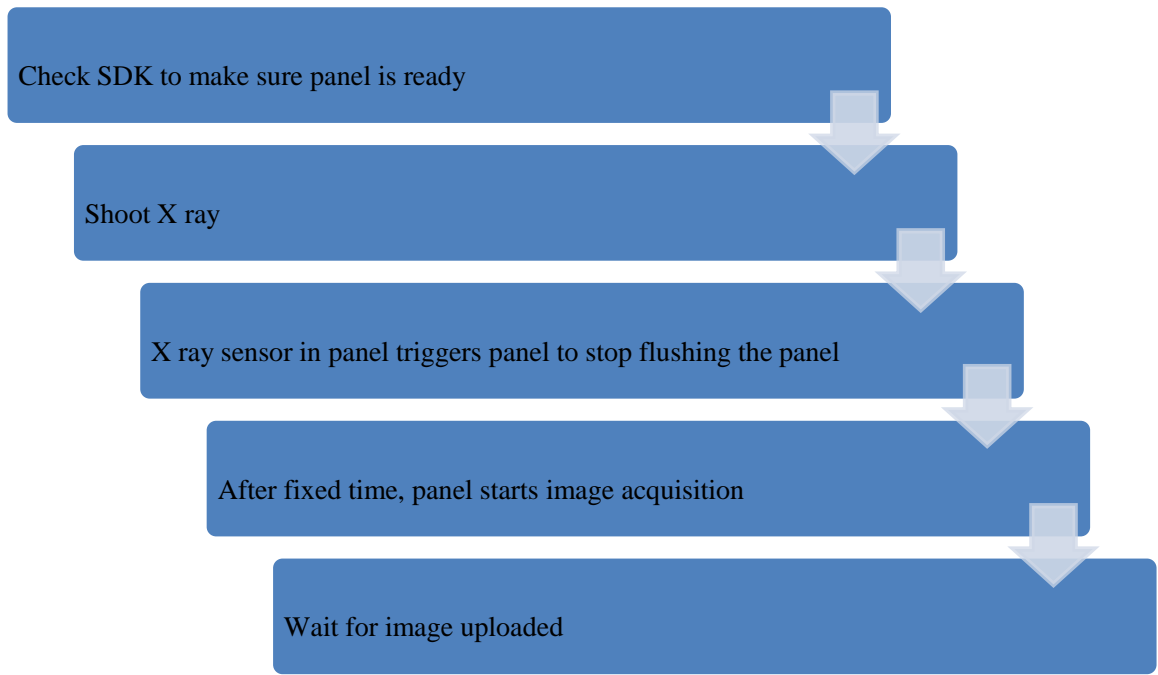 Check SDK to make sure panel is ready
Shoot X ray
X ray sensor in panel triggers panel to stop flushing the panel
After fixed time, panel starts image acquisition
Wait for image uploaded